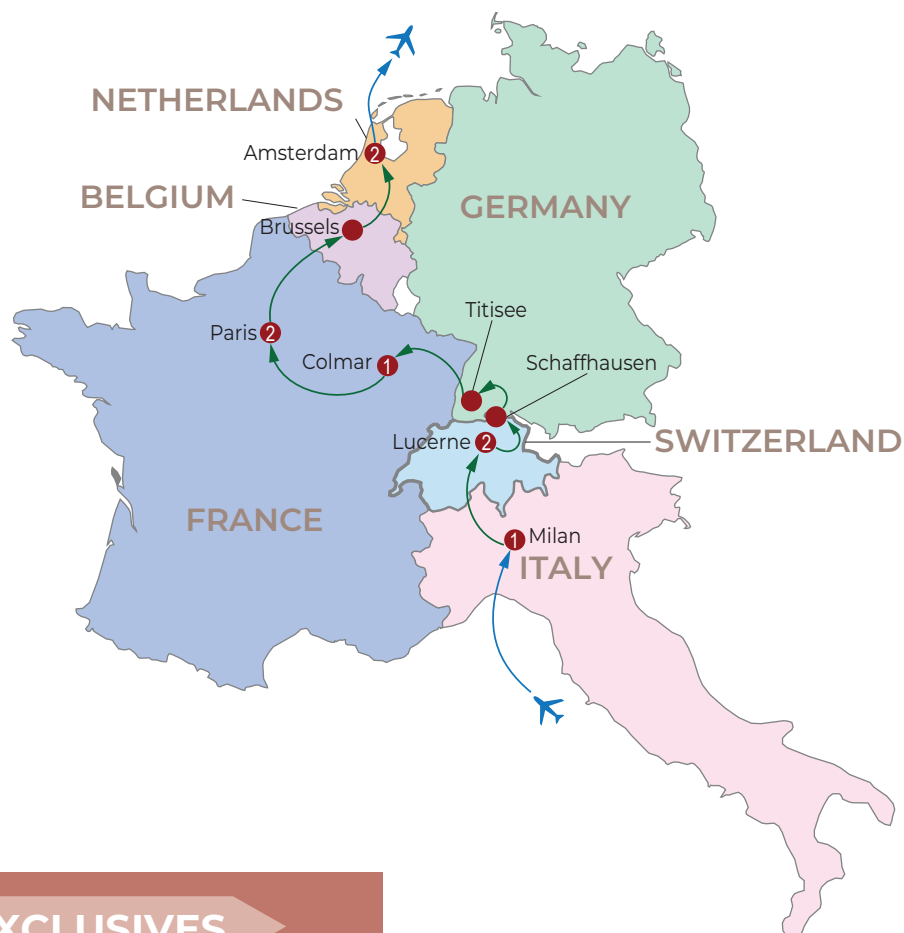 NETHERLANDS
Amsterdam 2
BELGIUM
GERMANY
Brussels
Titisee
Paris 2
Colmar 1
Schaffhausen
Lucerne 2
SWITZERLAND
FRANCE
1 Milan
ITALY